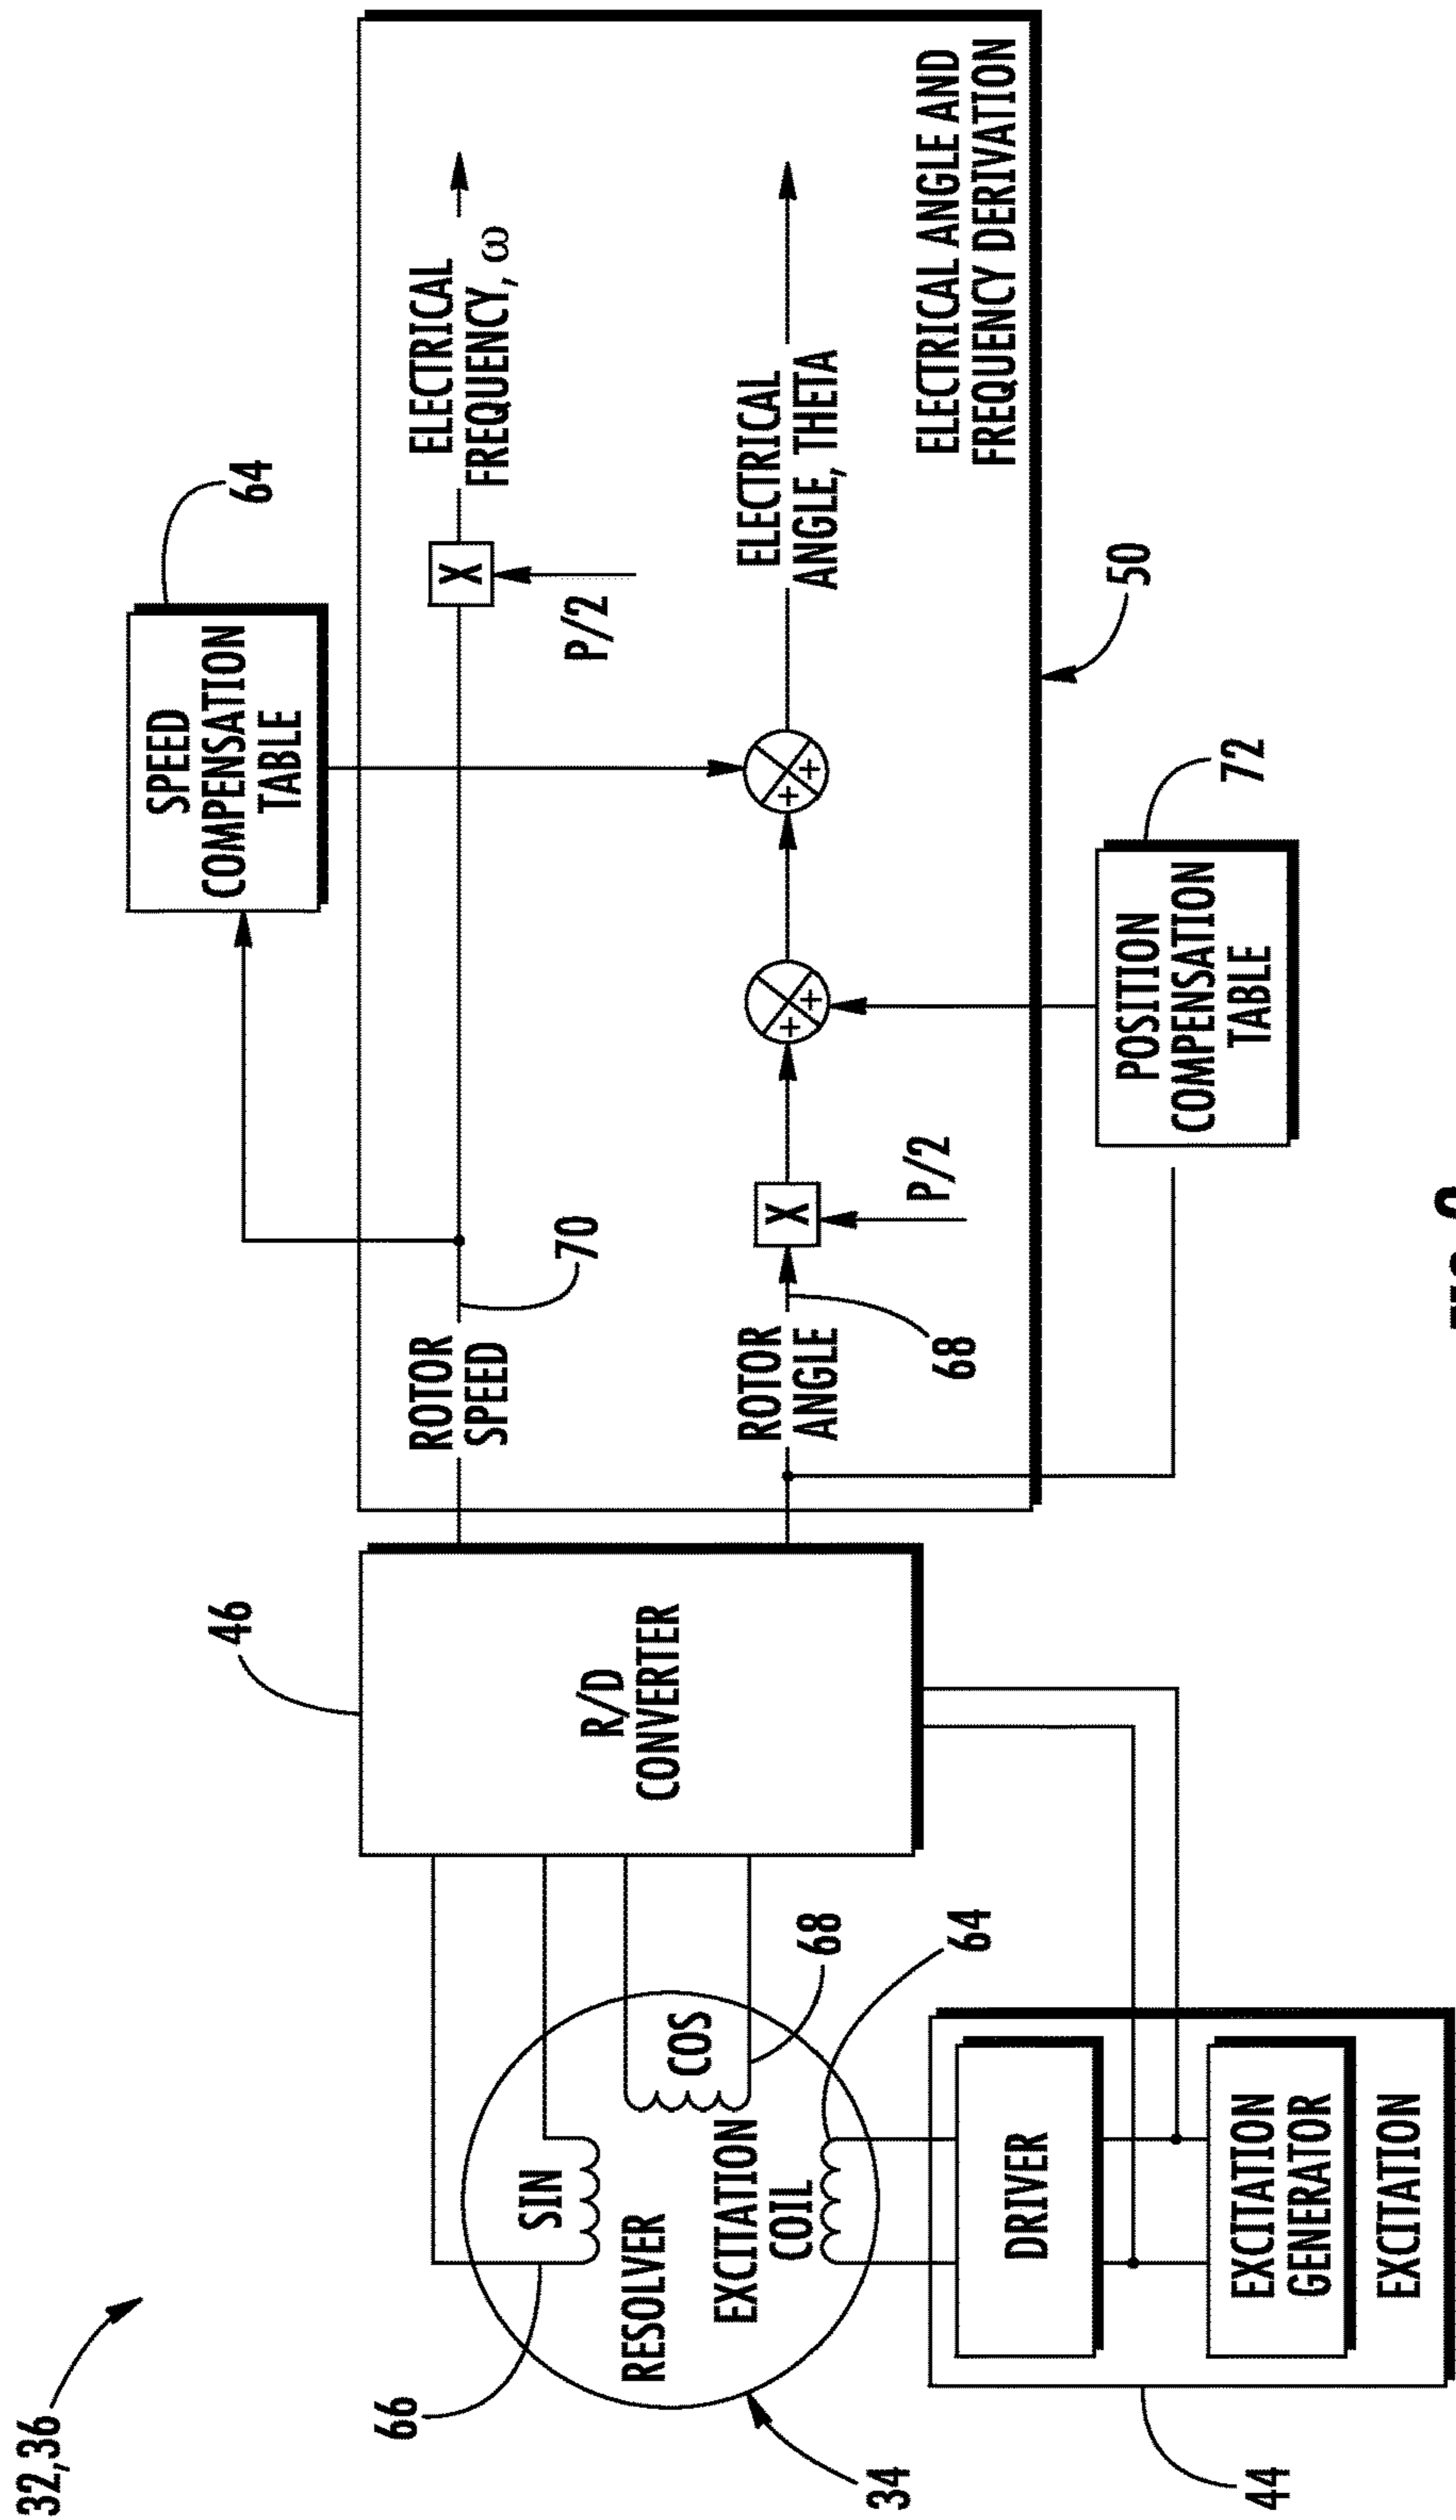 32,36
66
34
44
SIN
RESOLVER
COS
EXCITATION
COIL
68
64
DRIVER
EXCITATION
GENERATOR
EXCITATION
46
R/D
CONVERTER
ROTOR
SPEED
70
ROTOR
ANGLE
68
X
P/2
+
+
+
+
SPEED
COMPENSATION
TABLE
64
X
P/2
ELECTRICAL
FREQUENCY, ω
ELECTRICAL
ANGLE, THETA
ELECTRICAL ANGLE AND
FREQUENCY DERIVATION
50
POSITION
COMPENSATION
TABLE
72